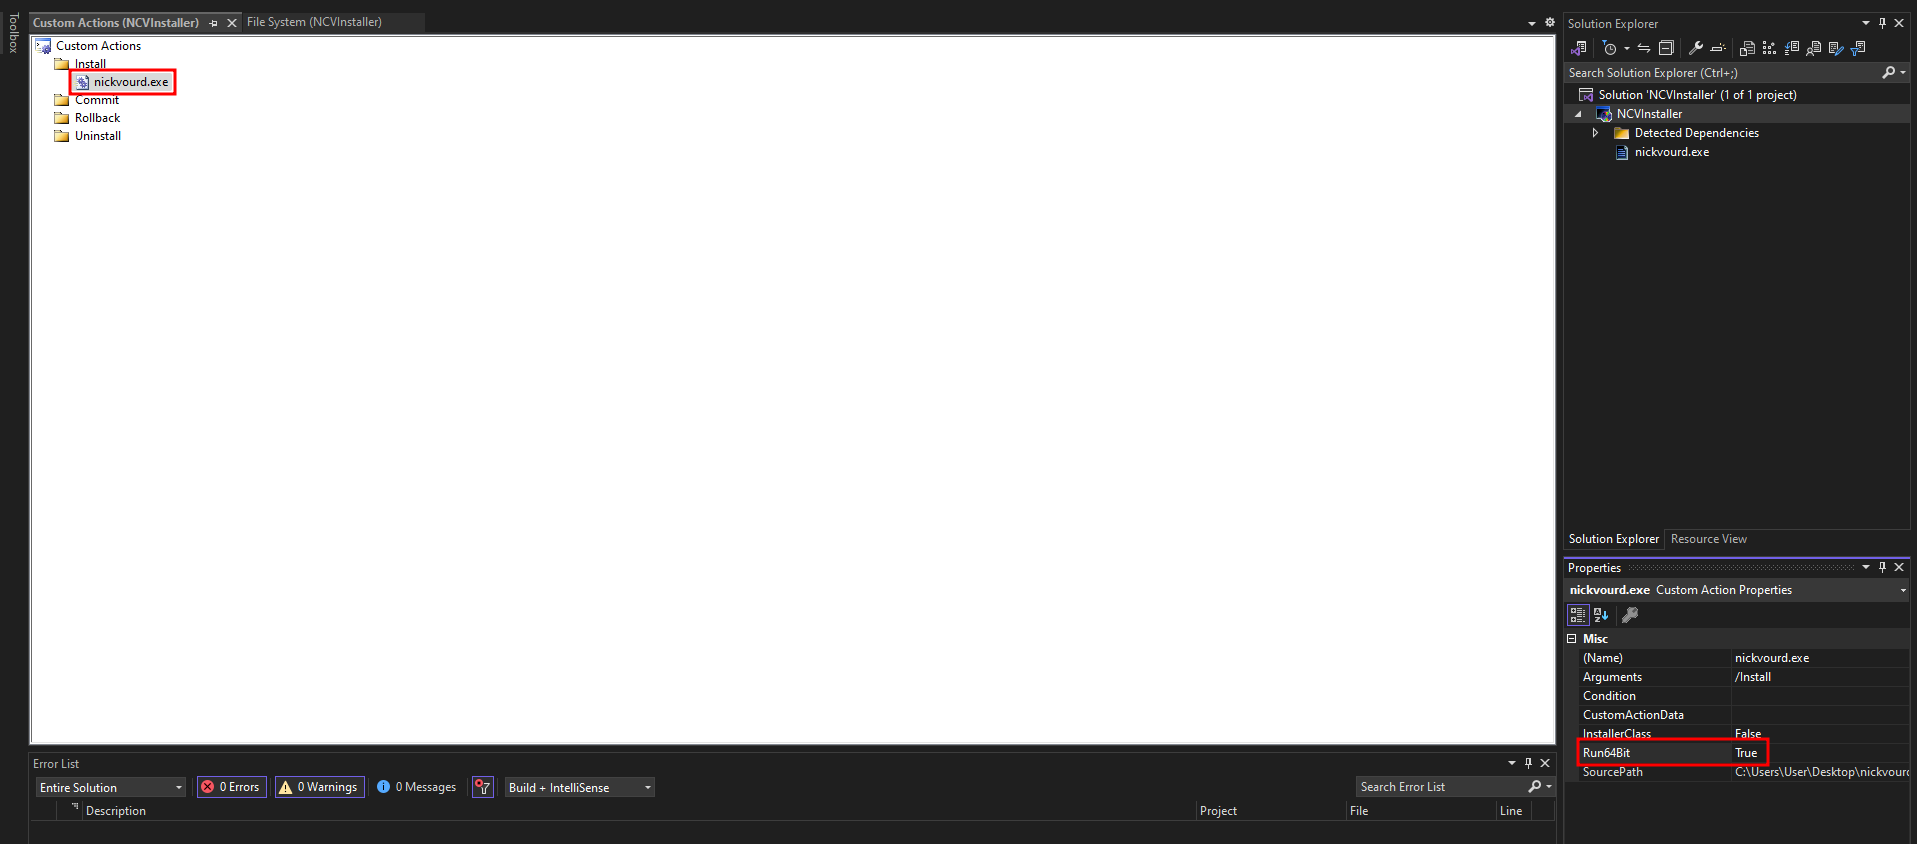 Toolbox
Custom Actions (NCVInstaller)
File System (NCVInstaller)
Custom Actions
Install
nickvourd.exe
Commit
Rollback
Uninstall
Solution Explorer
Search Solution Explorer (Ctrl+;)
Solution 'NCVInstaller' (1 of 1 project)
NCVInstaller
Detected Dependencies
nickvourd.exe
Solution Explorer Resource View
Properties
nickvourd.exe Custom Action Properties
Misc
(Name) nickvourd.exe
Arguments /Install
Condition
CustomActionData
InstallerClass False
Run64Bit True
SourcePath C:\Users\User\Desktop\nickvourd
Error List
Entire Solution 0 Errors 0 Warnings 0 Messages Build + IntelliSense Search Error List
Description Project File Line